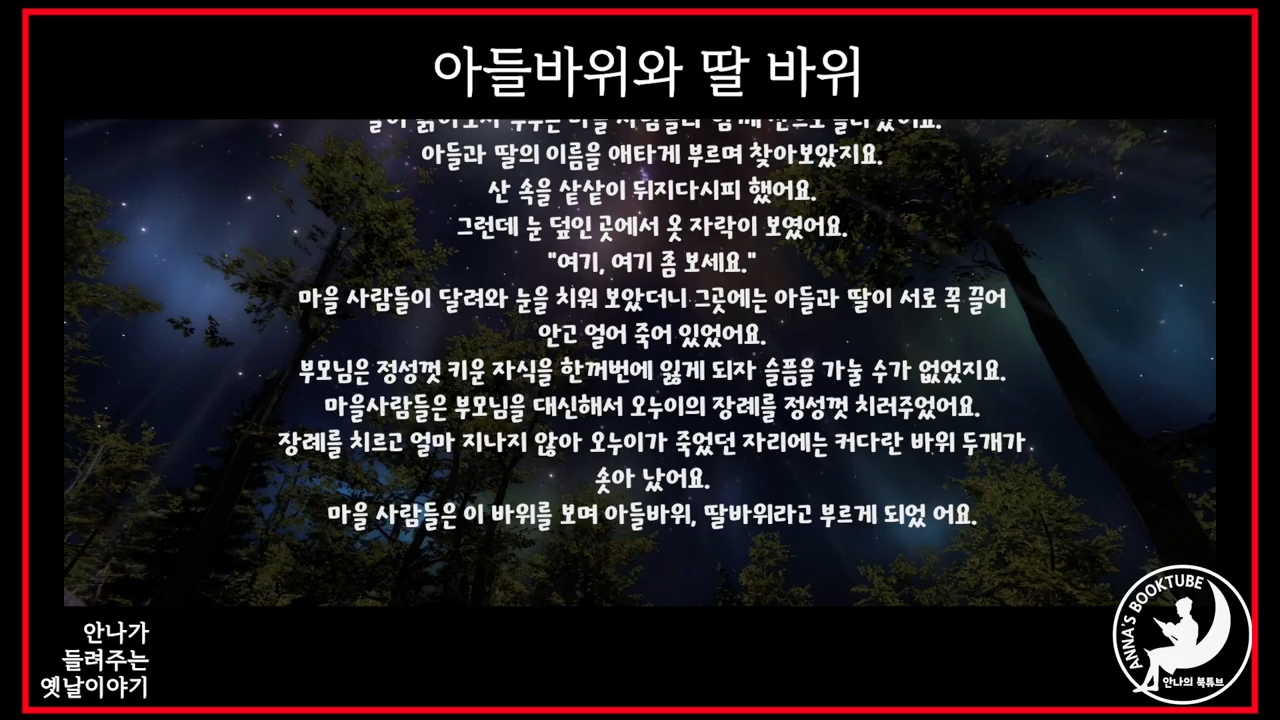 아들바위와 딸 바위
아들과 딸의 이름을 애타게 부르며 찾아보았지요.
산 속을 샅샅이 뒤지다시피 했어요.
그런데 눈 덮인 곳에서 옷 자락이 보였어요.
"여기, 여기 좀 보세요."
마을 사람들이 달려와 눈을 치워 보았더니 그곳에는 아들과 딸이 서로 꼭 끌어
안고 얼어 죽어 있었어요.
부모님은 정성껏 키운 자식을 한꺼번에 잃게 되자 슬픔을 가눌 수가 없었지요.
마을사람들은 부모님을 대신해서 오누이의 장례를 정성껏 치러주었어요.
장례를 치르고 얼마 지나지 않아 오누이가 죽었던 자리에는 커다란 바위 두개가
솟아 났어요.
마을 사람들은 이 바위를 보며 아들바위, 딸바위라고 부르게 되었 어요.
안나가
들려주는
옛날이야기
ANNA'S BOOKTUBE
안나의 북튜브